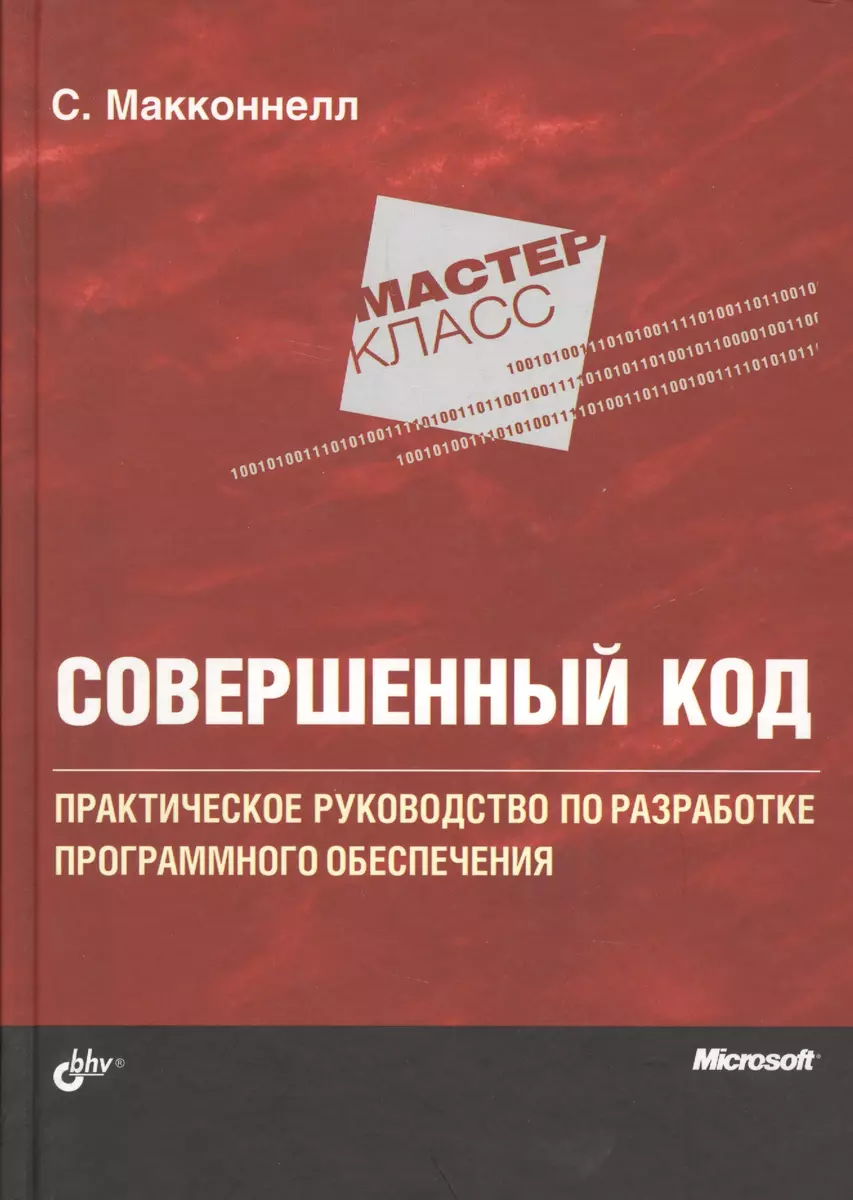 С. Макконнелл
МАСТЕР
КЛАСС
СОВЕРШЕННЫЙ КОД
ПРАКТИЧЕСКОЕ РУКОВОДСТВО ПО РАЗРАБОТКЕ
ПРОГРАММНОГО ОБЕСПЕЧЕНИЯ
bhv®
Microsoft®